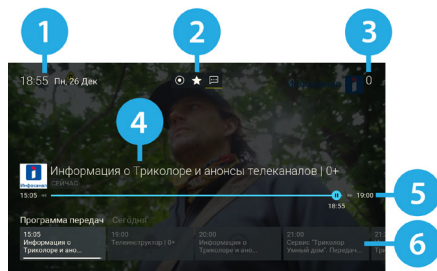 1
2
3
18:55 Пн, 26 Дек
0
4
Инфоканал
Информация о Триколоре и анонсы телеканалов | 0+
СЕЙЧАС
15:05
19:00
18:55
5
Программа передач Сегодня
15:05
Информация о
Триколоре и ано...
19:00
Телеинструктор | 0+
20:00
Информация о
Триколоре и ано...
21:00
Сервис "Триколор
Умный дом". Передач...
6